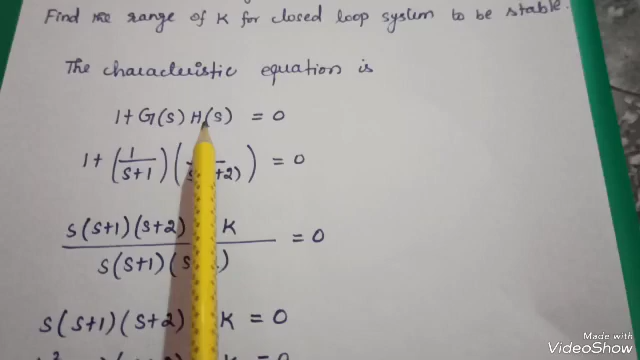 Find the range of K for closed loop system to be stable.
The characteristic equation is
1 + G(s) H(s) = 0
1 + (1/(s+1)) ( +2) ) = 0
s(s+1)(s+2) K
s(s+1)(s ) = 0
s(s+1)(s+2) K = 0
Made with
VideoShow